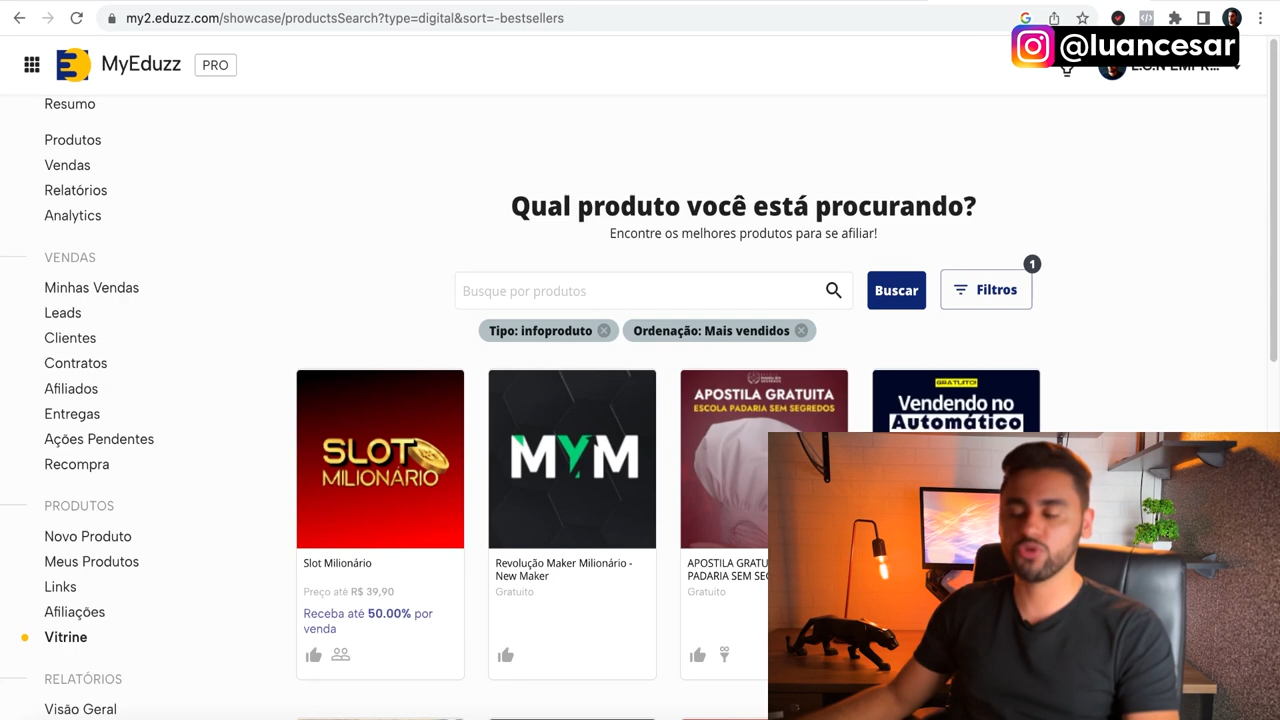 my2.eduzz.com/showcase/productsSearch?type=digital&sort=-bestsellers
@luancesar
MyEduzz
PRO
Resumo
Produtos
Vendas
Relatórios
Analytics
VENDAS
Minhas Vendas
Leads
Clientes
Contratos
Afiliados
Entregas
Ações Pendentes
Recompra
PRODUTOS
Novo Produto
Meus Produtos
Links
Afiliações
Vitrine
RELATÓRIOS
Visão Geral
Qual produto você está procurando?
Encontre os melhores produtos para se afiliar!
Busque por produtos
Buscar
Filtros
1
Tipo: infoproduto
Ordenação: Mais vendidos
SLOT
MILIONÁRIO
Slot Milionário
Preço até R$ 39,90
Receba até 50.00% por
venda
MYM
Revolução Maker Milionário -
New Maker
Gratuito
APOSTILA GRATUITA
ESCOLA PADARIA SEM SEGREDOS
PADARIA SEM
Gratuito
GRATUITO!
Vendendo no
Automático